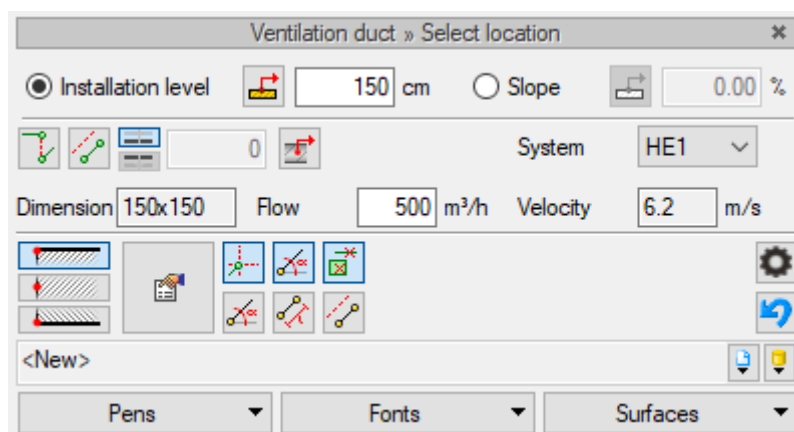 Ventilation duct » Select location
Installation level 150 cm Slope 0.00 %
0 System HE1
Dimension 150x150 Flow 500 m³/h Velocity 6.2 m/s
<New>
Pens Fonts Surfaces